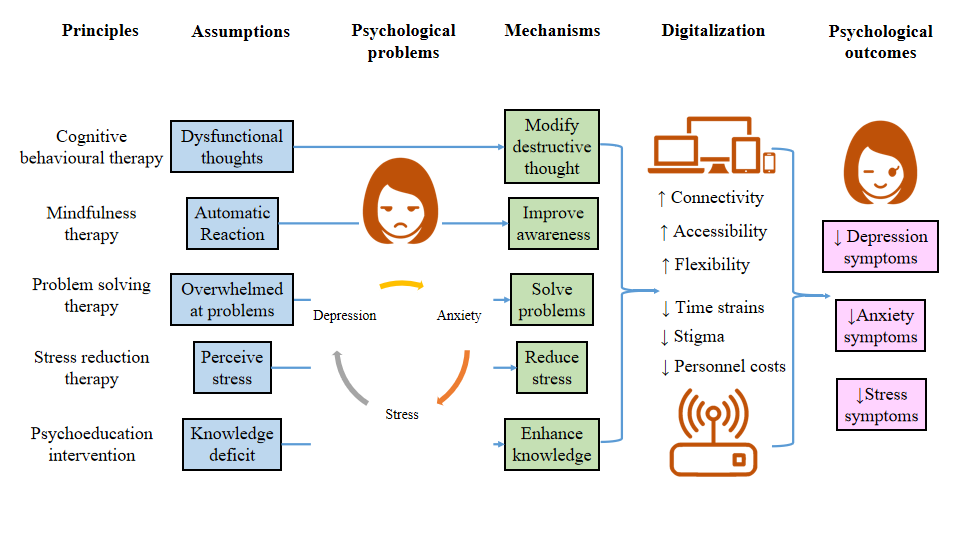 Principles
Assumptions
Psychological
problems
Mechanisms
Digitalization
Psychological
outcomes
Cognitive
behavioural therapy
Dysfunctional
thoughts
Modify
destructive
thought
Mindfulness
therapy
Automatic
Reaction
Improve
awareness
Problem solving
therapy
Overwhelmed
at problems
Depression
Anxiety
Stress
Solve
problems
Stress reduction
therapy
Perceive
stress
Reduce
stress
Psychoeducation
intervention
Knowledge
deficit
Enhance
knowledge
↑ Connectivity
↑ Accessibility
↑ Flexibility
↓ Time strains
↓ Stigma
↓ Personnel costs
↓ Depression
symptoms
↓Anxiety
symptoms
↓Stress
symptoms